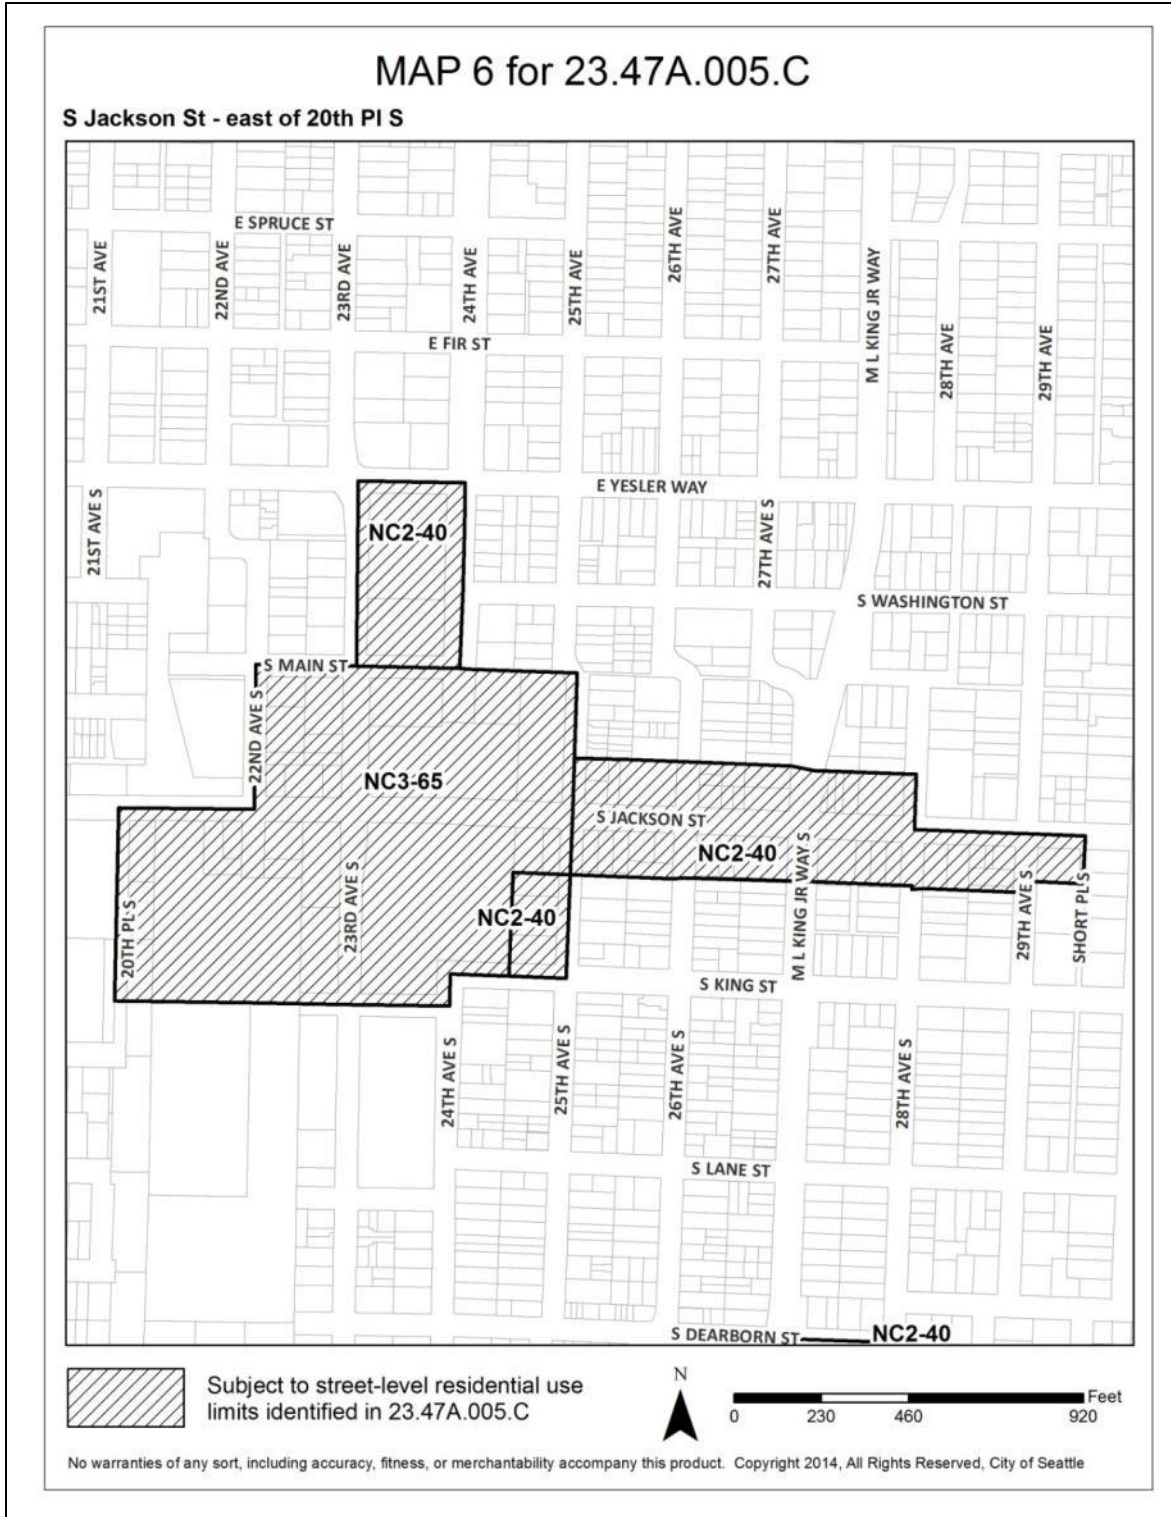 MAP 6 for 23.47A.005.C
S Jackson St - east of 20th Pl S
E SPRUCE ST
21ST AVE
22ND AVE
23RD AVE
24TH AVE
25TH AVE
26TH AVE
27TH AVE
M L KING JR WAY
28TH AVE
29TH AVE
E FIR ST
E YESLER WAY
21ST AVE S
NC2-40
27TH AVE S
S WASHINGTON ST
S MAIN ST
22ND AVE S
NC3-65
S JACKSON ST
NC2-40
M L KING JR WAY S
20TH PL S
23RD AVE S
NC2-40
29TH AVE S
SHORT PL S
S KING ST
24TH AVE S
25TH AVE S
26TH AVE S
28TH AVE S
S LANE ST
S DEARBORN ST
NC2-40
Subject to street-level residential use
limits identified in 23.47A.005.C
N
Feet
0 230 460 920
No warranties of any sort, including accuracy, fitness, or merchantability accompany this product. Copyright 2014, All Rights Reserved, City of Seattle